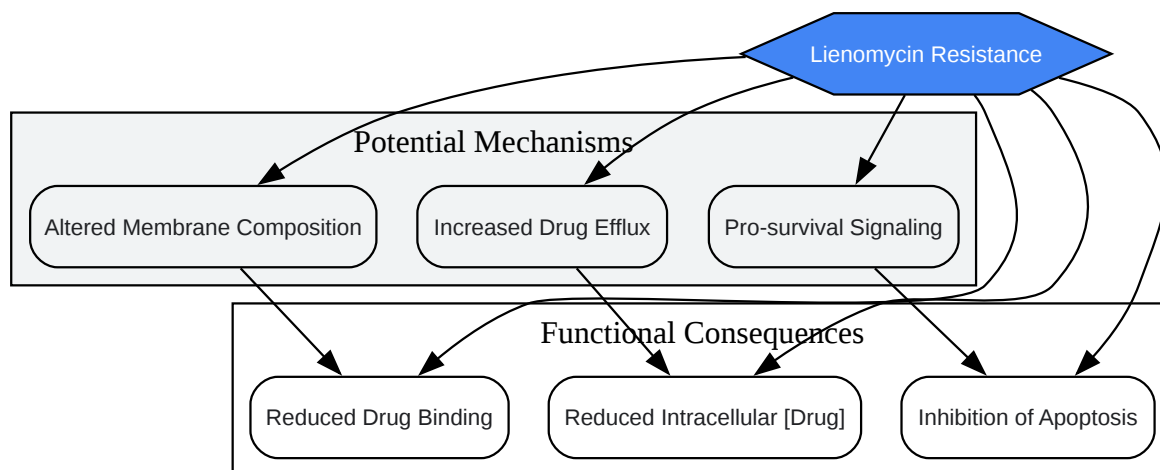 Lienomycin Resistance
Potential Mechanisms
Altered Membrane Composition
Increased Drug Efflux
Pro-survival Signaling
Functional Consequences
Reduced Drug Binding
Reduced Intracellular [Drug]
Inhibition of Apoptosis